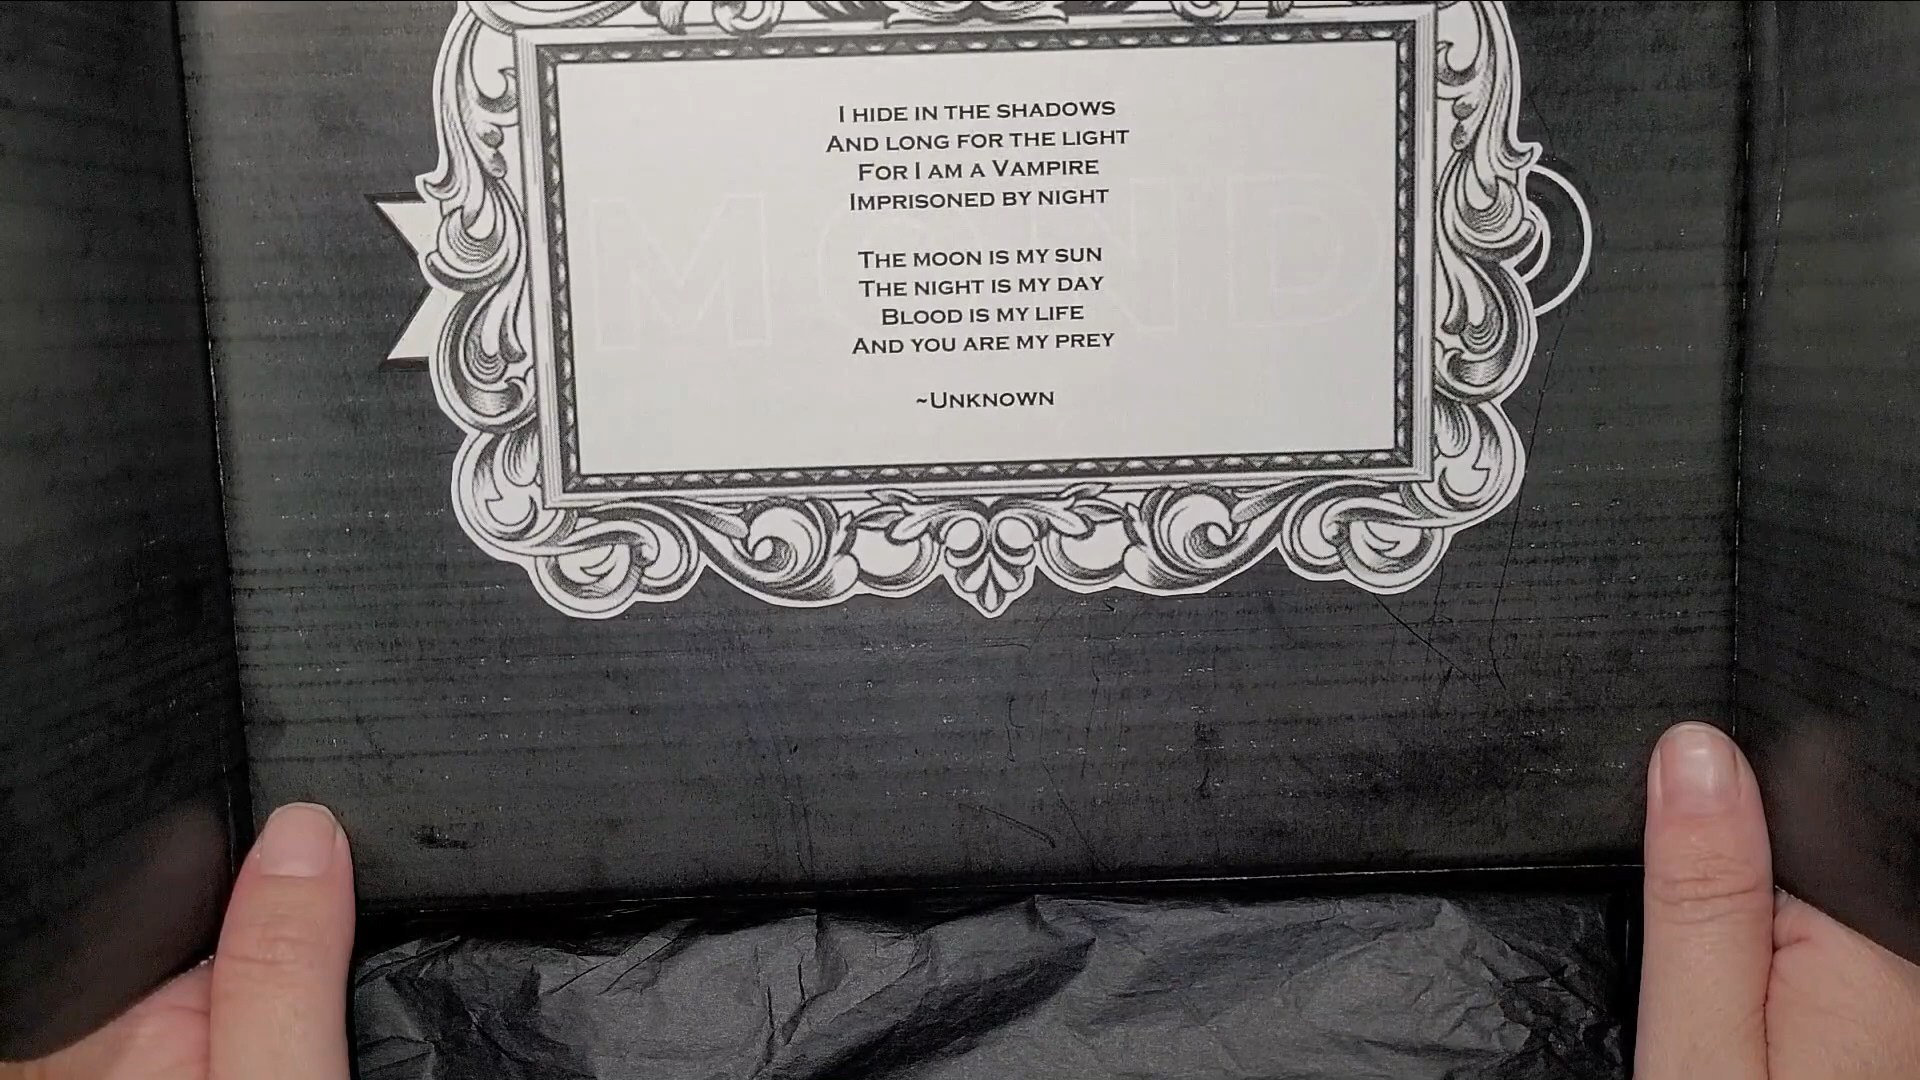 I HIDE IN THE SHADOWS
AND LONG FOR THE LIGHT
FOR I AM A VAMPIRE
IMPRISONED BY NIGHT
THE MOON IS MY SUN
THE NIGHT IS MY DAY
BLOOD IS MY LIFE
AND YOU ARE MY PREY
~UNKNOWN